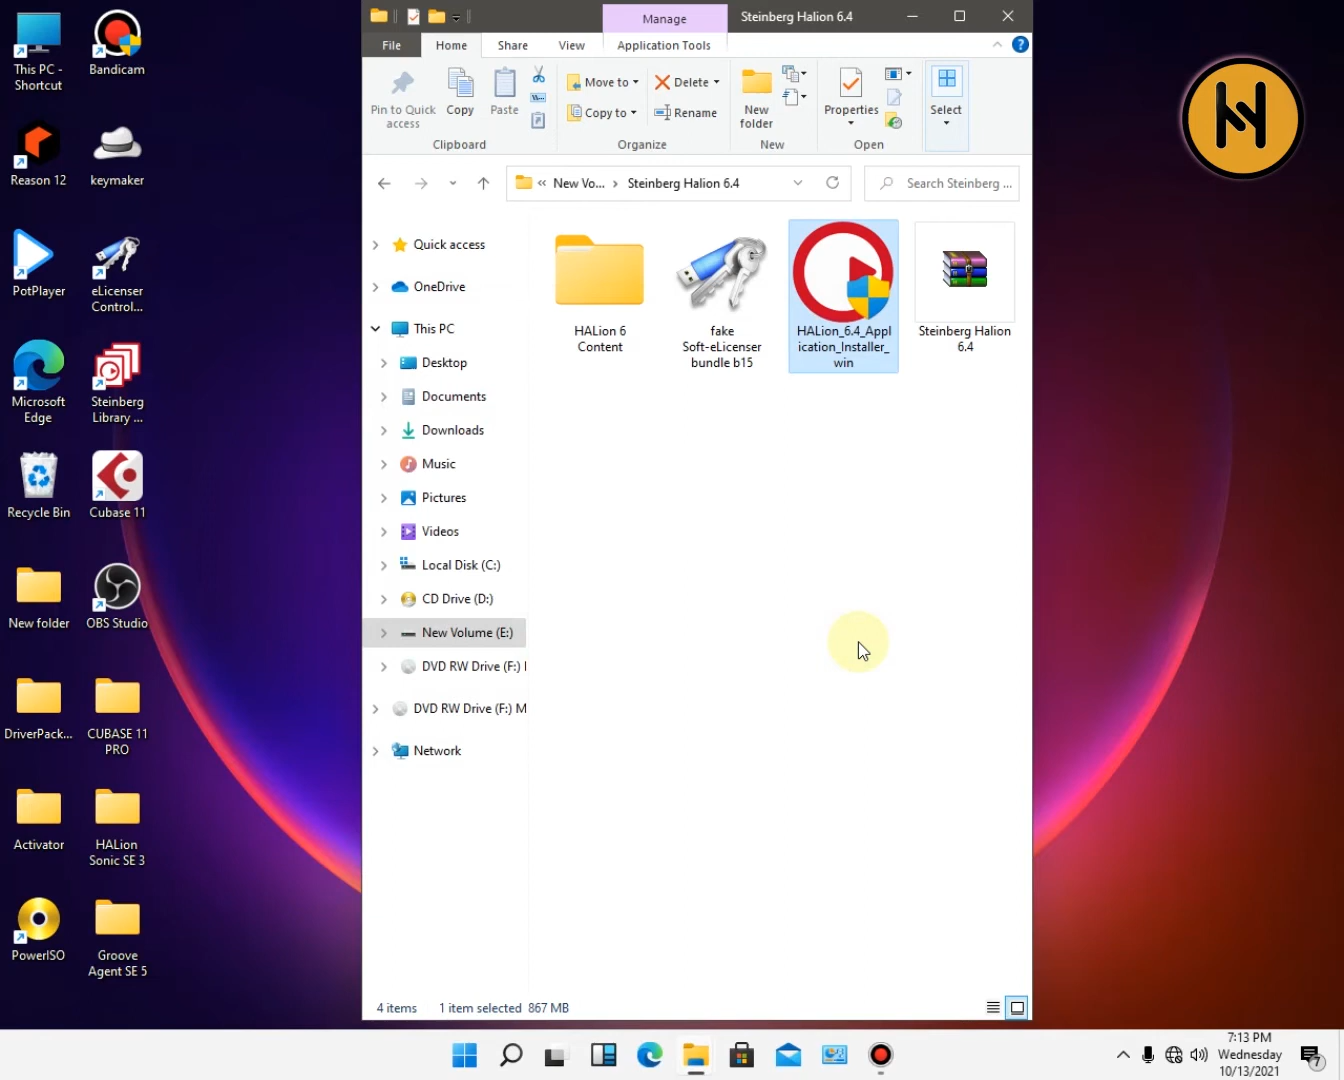 This PC -
Shortcut
Bandicam
Reason 12
keymaker
PotPlayer
eLicenser
Control...
Microsoft
Edge
Steinberg
Library ...
Recycle Bin
Cubase 11
New folder
OBS Studio
DriverPack...
CUBASE 11
PRO
Activator
HALion
Sonic SE 3
PowerISO
Groove
Agent SE 5
Manage
Steinberg Halion 6.4
File
Home
Share
View
Application Tools
Pin to Quick
access
Copy
Paste
Clipboard
Move to
Copy to
Delete
Rename
Organize
New
folder
New
Properties
Open
Select
« New Vo... › Steinberg Halion 6.4
Search Steinberg ...
Quick access
OneDrive
This PC
Desktop
Documents
Downloads
Music
Pictures
Videos
Local Disk (C:)
CD Drive (D:)
New Volume (E:)
DVD RW Drive (F:)
DVD RW Drive (F:) M
Network
HALion 6
Content
fake
Soft-eLicenser
bundle b15
HALion_6.4_Appl
ication_Installer_
win
Steinberg Halion
6.4
4 items
1 item selected 867 MB
7:13 PM
Wednesday
10/13/2021
7